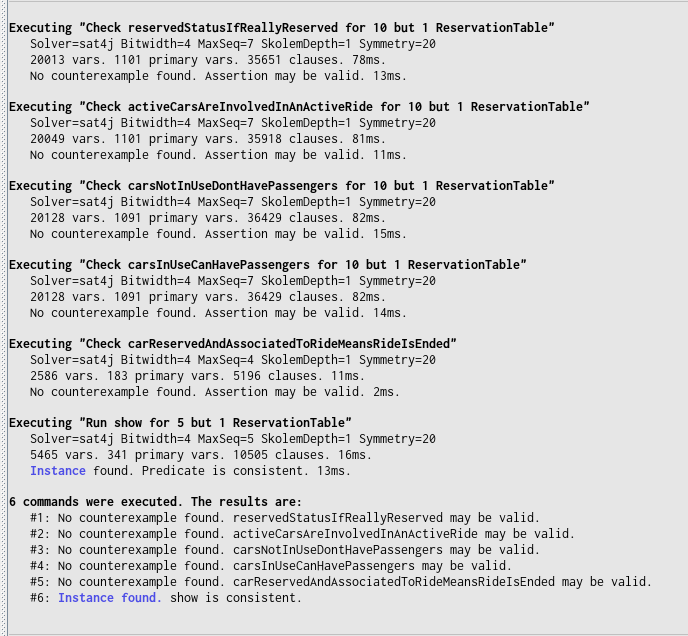 Executing "Check reservedStatusIfReallyReserved for 10 but 1 ReservationTable"
Solver=sat4j Bitwidth=4 MaxSeq=7 SkolemDepth=1 Symmetry=20
20013 vars. 1101 primary vars. 35651 clauses. 78ms.
No counterexample found. Assertion may be valid. 13ms.
Executing "Check activeCarsAreInvolvedInAnActiveRide for 10 but 1 ReservationTable"
Solver=sat4j Bitwidth=4 MaxSeq=7 SkolemDepth=1 Symmetry=20
20049 vars. 1101 primary vars. 35918 clauses. 81ms.
No counterexample found. Assertion may be valid. 11ms.
Executing "Check carsNotInUseDontHavePassengers for 10 but 1 ReservationTable"
Solver=sat4j Bitwidth=4 MaxSeq=7 SkolemDepth=1 Symmetry=20
20128 vars. 1091 primary vars. 36429 clauses. 82ms.
No counterexample found. Assertion may be valid. 15ms.
Executing "Check carsInUseCanHavePassengers for 10 but 1 ReservationTable"
Solver=sat4j Bitwidth=4 MaxSeq=7 SkolemDepth=1 Symmetry=20
20128 vars. 1091 primary vars. 36429 clauses. 82ms.
No counterexample found. Assertion may be valid. 14ms.
Executing "Check carReservedAndAssociatedToRideMeansRideIsEnded"
Solver=sat4j Bitwidth=4 MaxSeq=4 SkolemDepth=1 Symmetry=20
2586 vars. 183 primary vars. 5196 clauses. 11ms.
No counterexample found. Assertion may be valid. 2ms.
Executing "Run show for 5 but 1 ReservationTable"
Solver=sat4j Bitwidth=4 MaxSeq=5 SkolemDepth=1 Symmetry=20
5465 vars. 341 primary vars. 10505 clauses. 16ms.
Instance found. Predicate is consistent. 13ms.
6 commands were executed. The results are:
#1: No counterexample found. reservedStatusIfReallyReserved may be valid.
#2: No counterexample found. activeCarsAreInvolvedInAnActiveRide may be valid.
#3: No counterexample found. carsNotInUseDontHavePassengers may be valid.
#4: No counterexample found. carsInUseCanHavePassengers may be valid.
#5: No counterexample found. carReservedAndAssociatedToRideMeansRideIsEnded may be valid.
#6: Instance found. show is consistent.